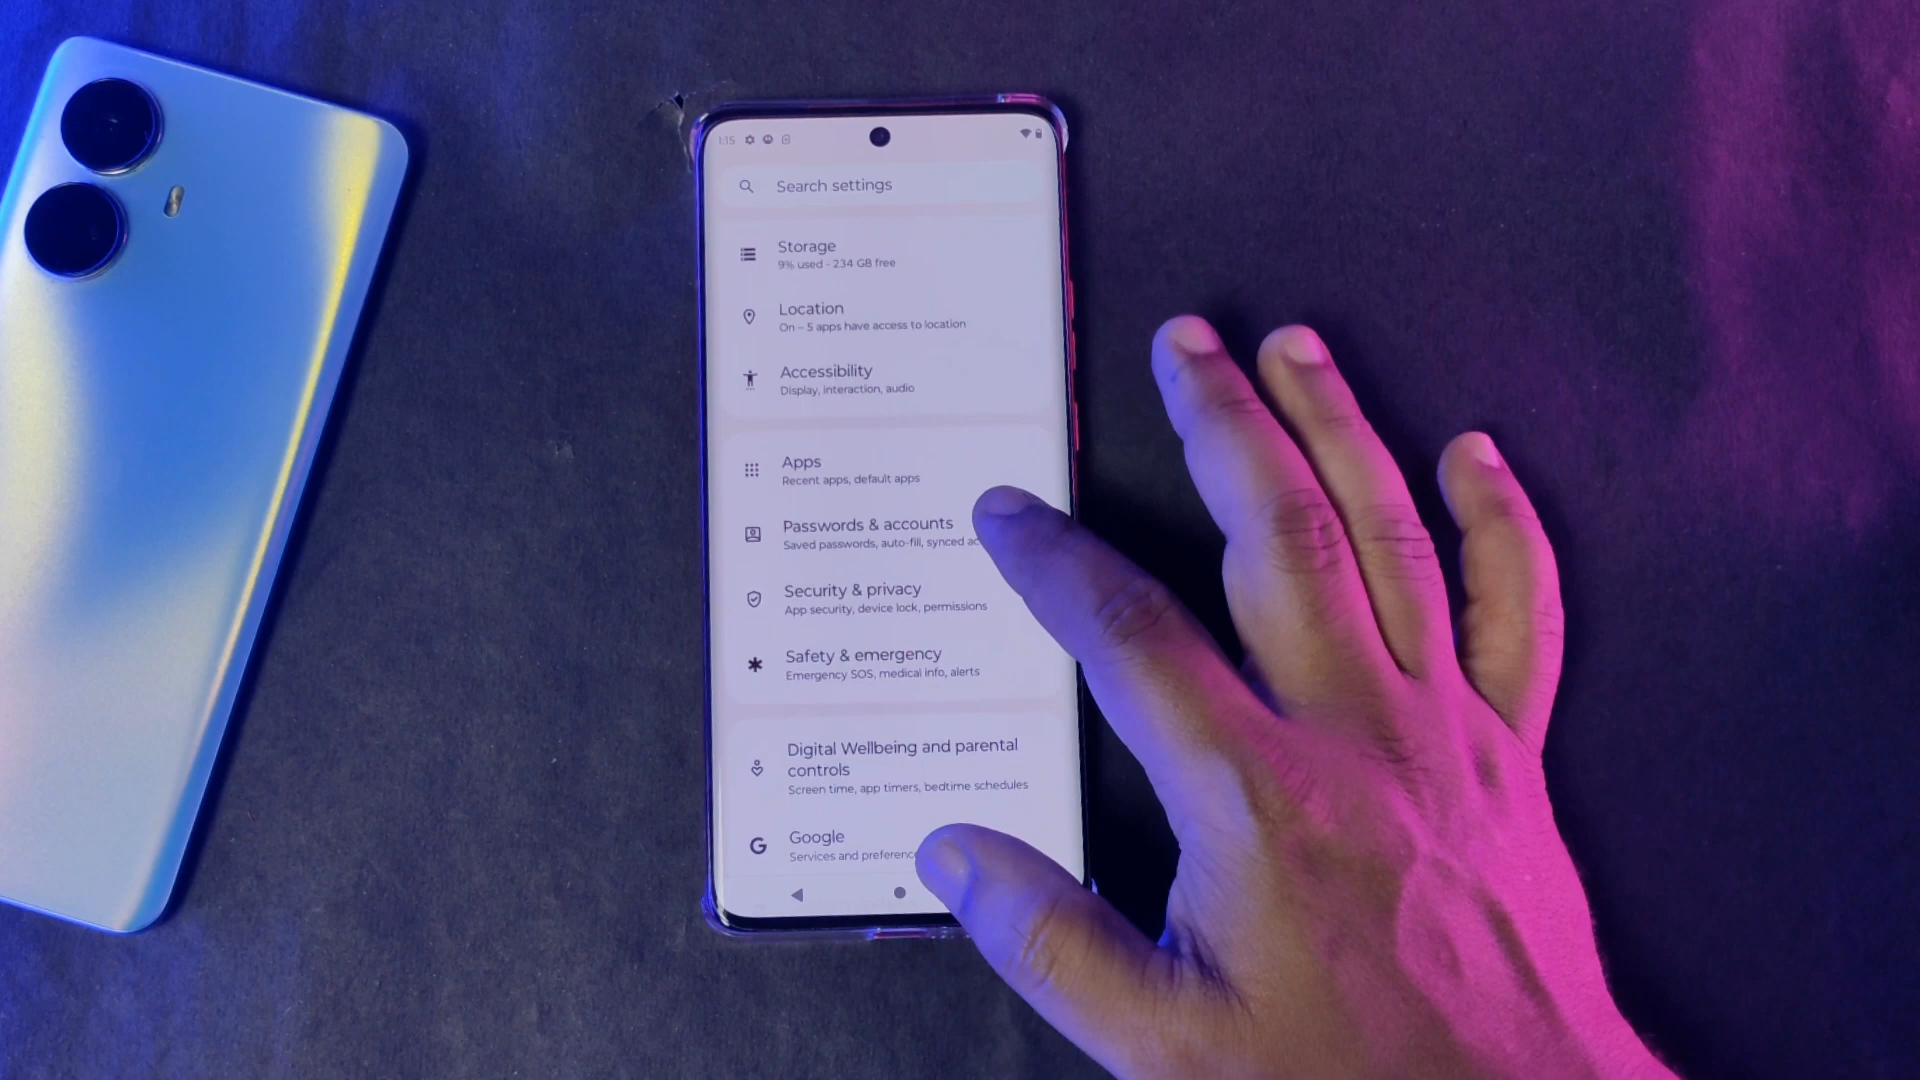 1:15
Search settings
Storage
9% used - 234 GB free
Location
On – 5 apps have access to location
Accessibility
Display, interaction, audio
Apps
Recent apps, default apps
Passwords & accounts
Saved passwords, auto-fill, synced
Security & privacy
App security, device lock, permissions
Safety & emergency
Emergency SOS, medical info, alerts
Digital Wellbeing and parental
controls
Screen time, app timers, bedtime schedules
G Google
Services and preferenc